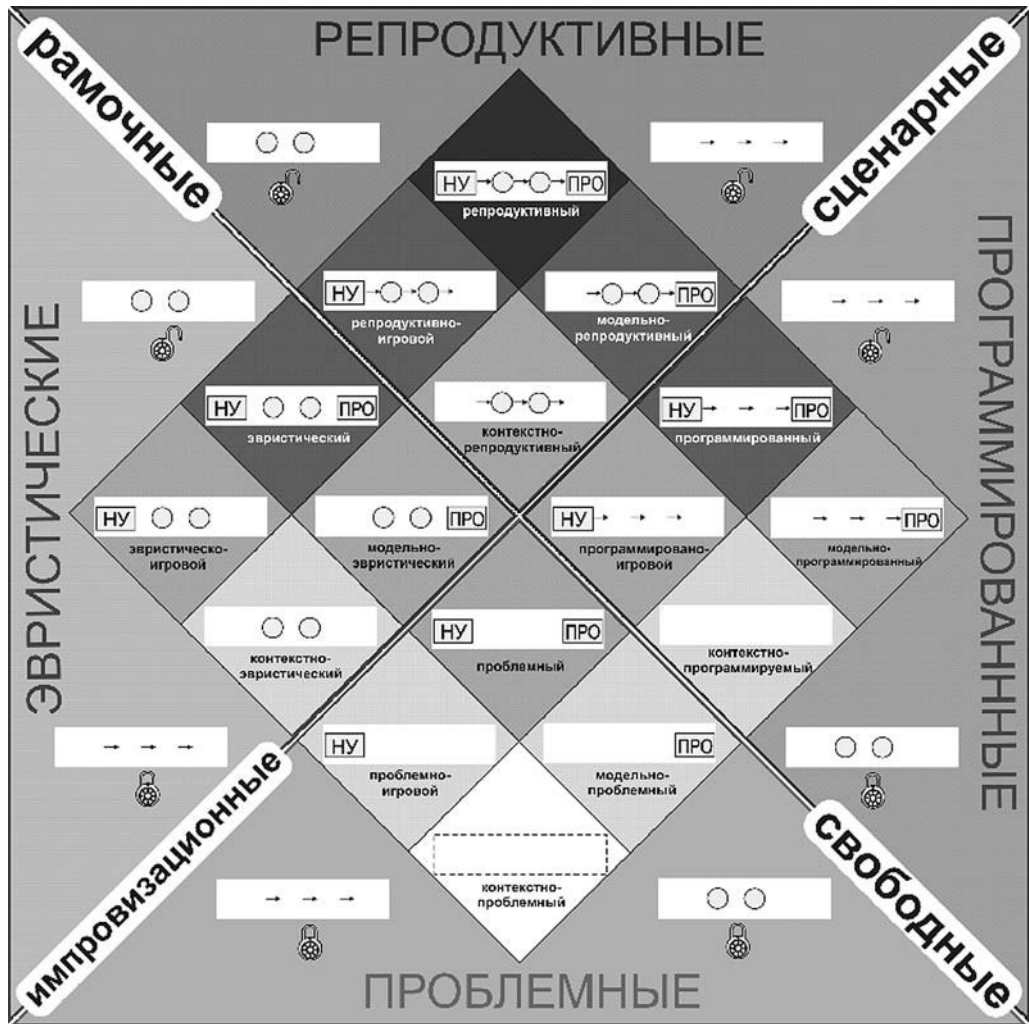 РЕПРОДУКТИВНЫЕ
рамочные
сценарные
НУ ПРО
репродуктивный
НУ
репродуктивно-
игровой
ПРО
модельно-
репродуктивный
ЭВРИСТИЧЕСКИЕ
ПРОГРАММИРОВАННЫЕ
НУ ПРО
эвристический
контекстно-
репродуктивный
НУ ПРО
программированный
НУ
эвристическо-
игровой
ПРО
модельно-
эвристический
НУ
программировано-
игровой
ПРО
модельно-
программированный
контекстно-
эвристический
НУ ПРО
проблемный
контекстно-
программируемый
НУ
проблемно-
игровой
ПРО
модельно-
проблемный
контекстно-
проблемный
импровизационные
свободные
ПРОБЛЕМНЫЕ